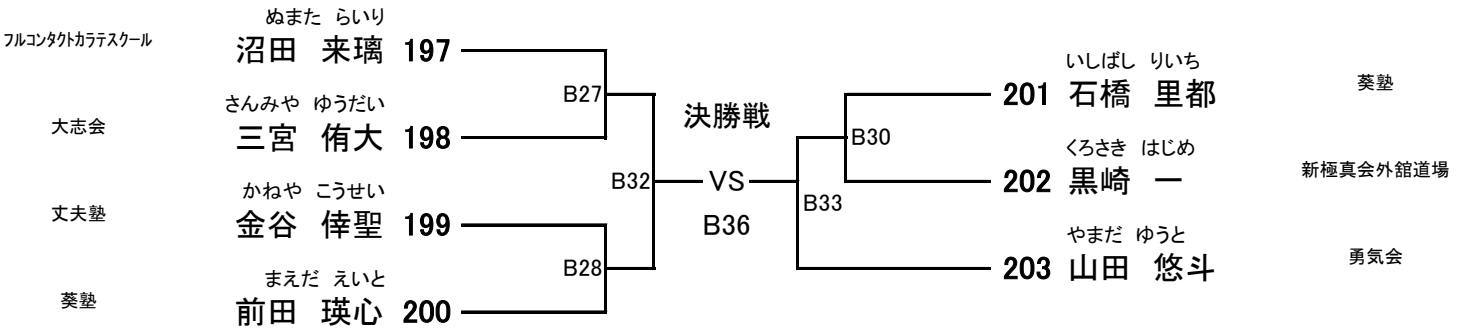 ぬまた らいり
フルコンタクトカラテスクール 沼田 来璃 197
さんみや ゆうだい
大志会 三宮 侑大 198
かねや こうせい
丈夫塾 金谷 倖聖 199
まえだ えいと
葵塾 前田 瑛心 200
B27
B28
B32
決勝戦
VS
B36
B30
B33
いしばし りいち
201 石橋 里都 葵塾
くろさき はじめ
202 黒崎 一 新極真会外舘道場
やまだ ゆうと
203 山田 悠斗 勇気会